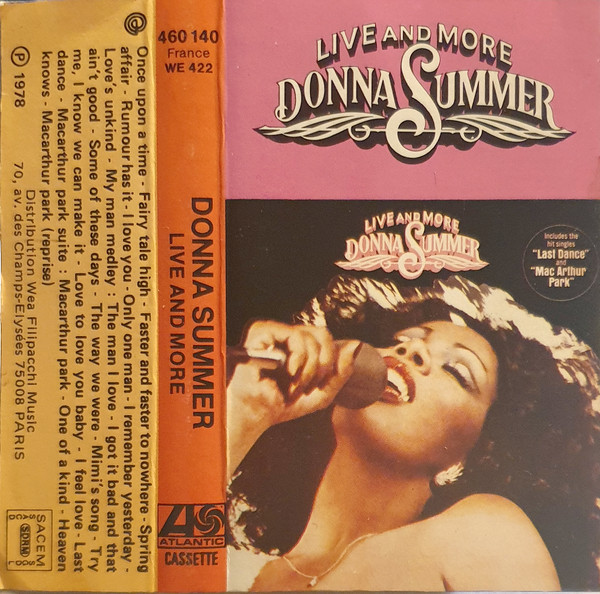 Once upon a time - Fairy tale high - Faster and faster to nowhere - Spring
affair - Rumour has it - I love you - Only one man - I remember yesterday -
Love's unkind - My man medley : The man I love - I got it bad and that
ain't good - Some of these days - The way we were - Mimi's song - Try
me, I know we can make it - Love to love you baby - I feel love - Last
dance - Macarthur park suite : Macarthur park - One of a kind - Heaven
knows - Macarthur park (reprise)
℗ 1978
Distribution Wea Filipacchi Music
70, av. des Champs-Elysées 75008 PARIS
SACEM
SDRM
460 140
France
WE 422
DONNA SUMMER
LIVE AND MORE
ATLANTIC
CASSETTE
LIVE AND MORE
DONNA SUMMER
LIVE AND MORE
DONNA SUMMER
Includes the
hit singles
"Last Dance"
and
"Mac Arthur
Park"